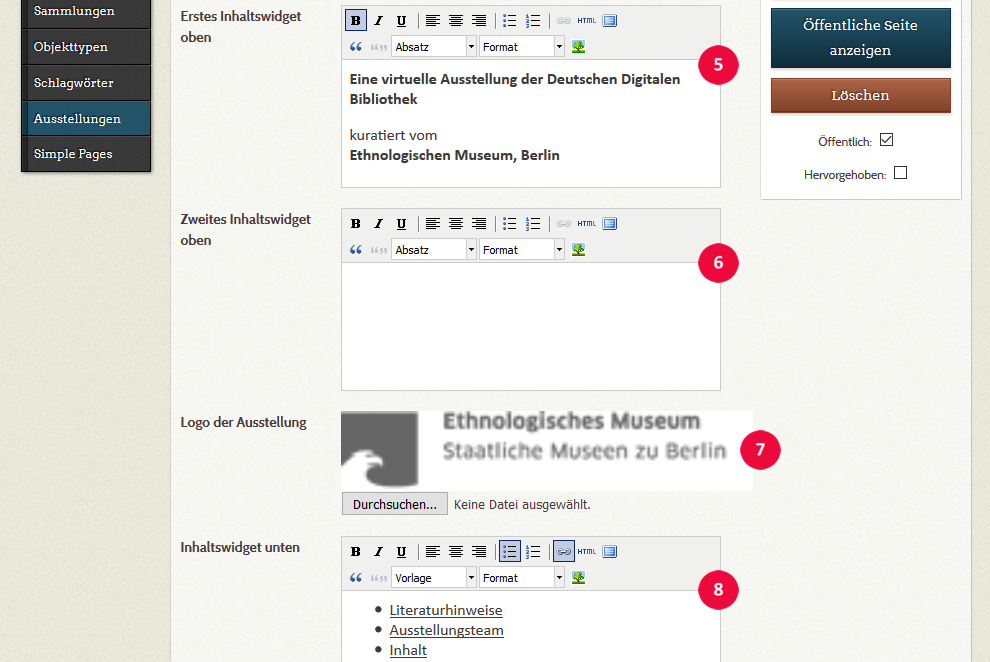 Sammlungen
Objekttypen
Schlagwörter
Ausstellungen
Simple Pages
Erstes Inhaltswidget
oben
B I U HTML
Absatz Format
5
Eine virtuelle Ausstellung der Deutschen Digitalen
Bibliothek
kuratiert vom
Ethnologischen Museum, Berlin
Zweites Inhaltswidget
oben
B I U HTML
Absatz Format
6
Logo der Ausstellung
Ethnologisches Museum
Staatliche Museen zu Berlin
7
Durchsuchen... Keine Datei ausgewählt.
Inhaltswidget unten
B I U HTML
Vorlage Format
8
Literaturhinweise
Ausstellungsteam
Inhalt
Öffentliche Seite
anzeigen
Löschen
Öffentlich:
Hervorgehoben: